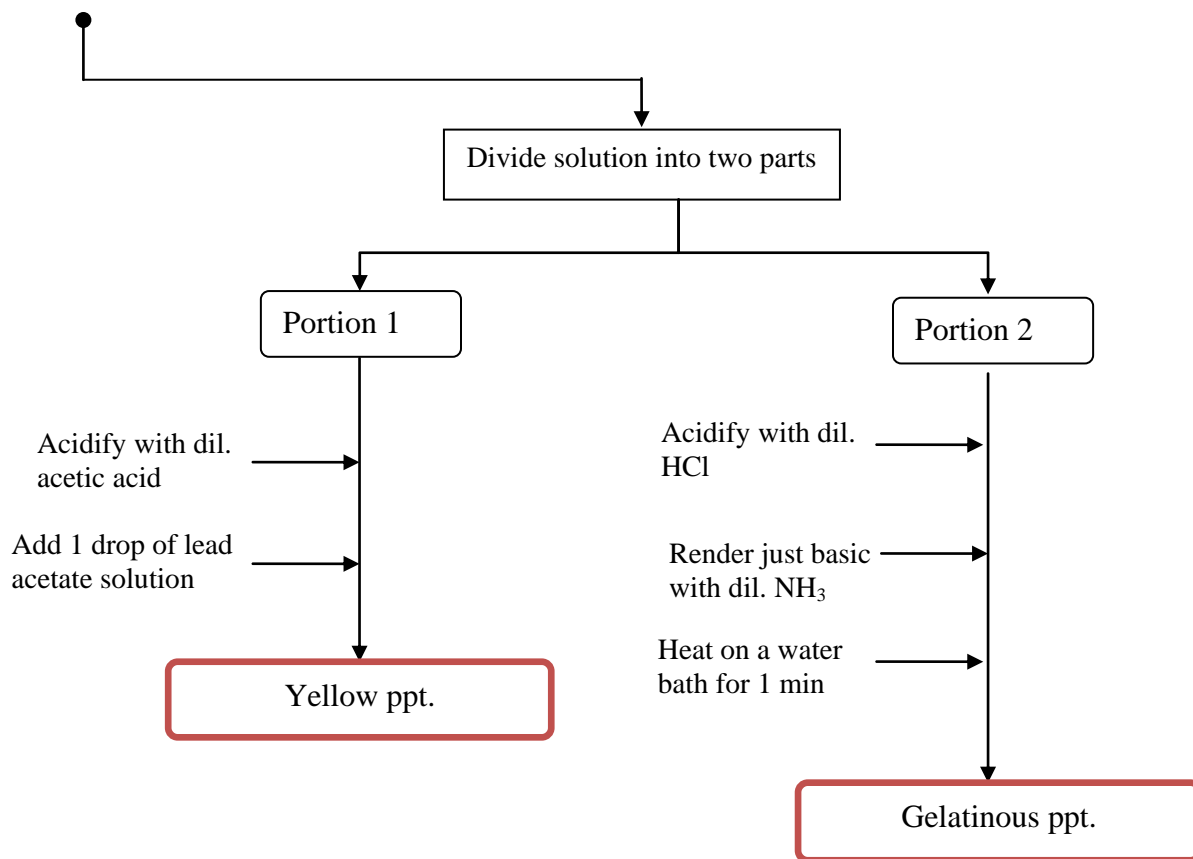 Divide solution into two parts
Portion 1
Portion 2
Acidify with dil.
acetic acid
Add 1 drop of lead
acetate solution
Yellow ppt.
Acidify with dil.
HCl
Render just basic
with dil. NH₃
Heat on a water
bath for 1 min
Gelatinous ppt.